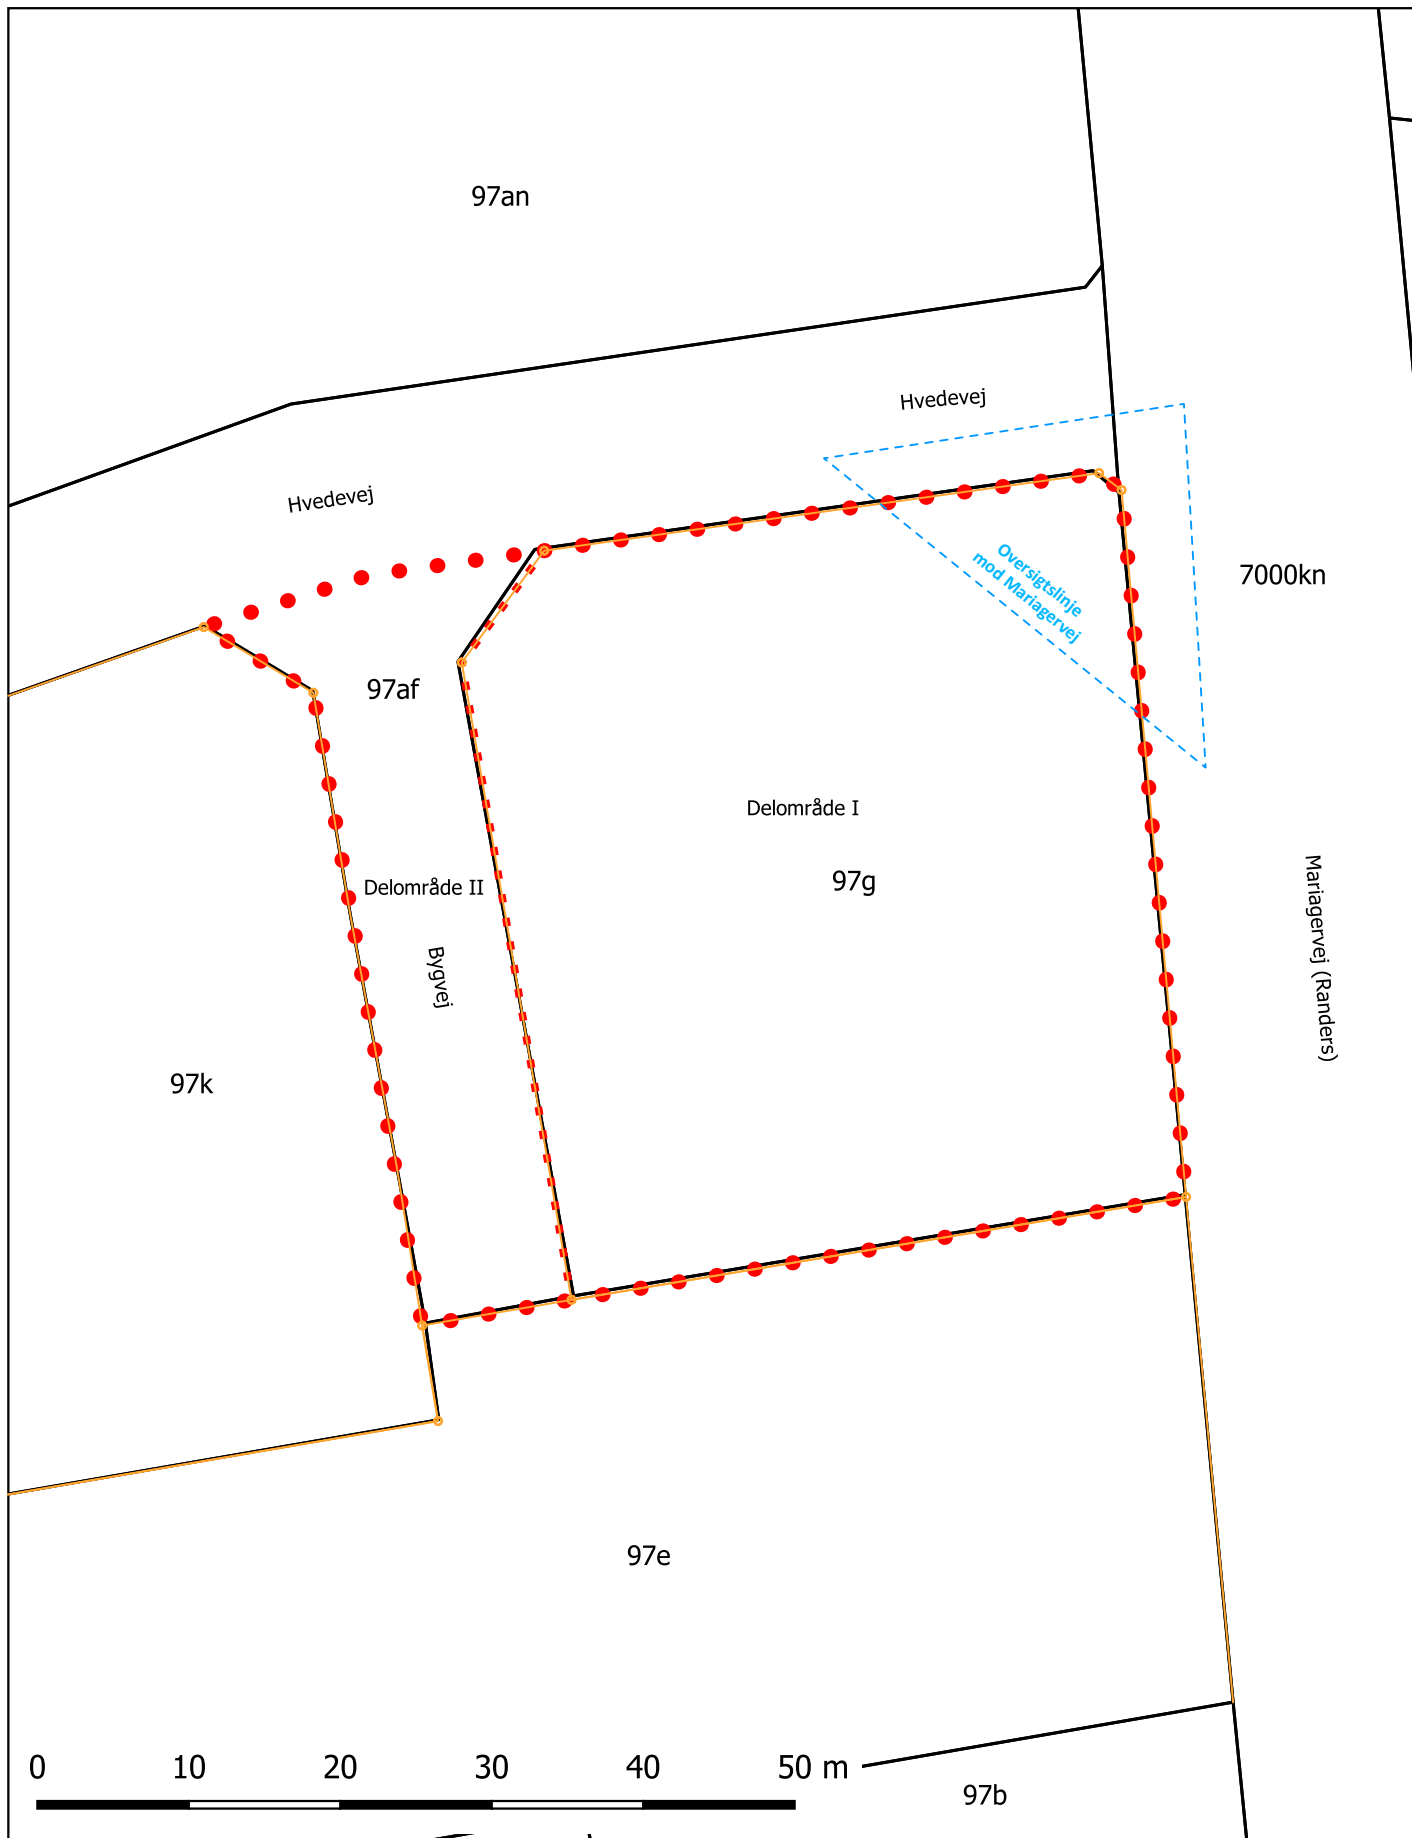 97an
Hvedevej
Hvedevej
Oversigtslinje
mod Mariagervej
7000kn
97af
Delområde I
97g
Delområde II
Bygvej
Mariagervej (Randers)
97k
97e
0 10 20 30 40 50 m
97b